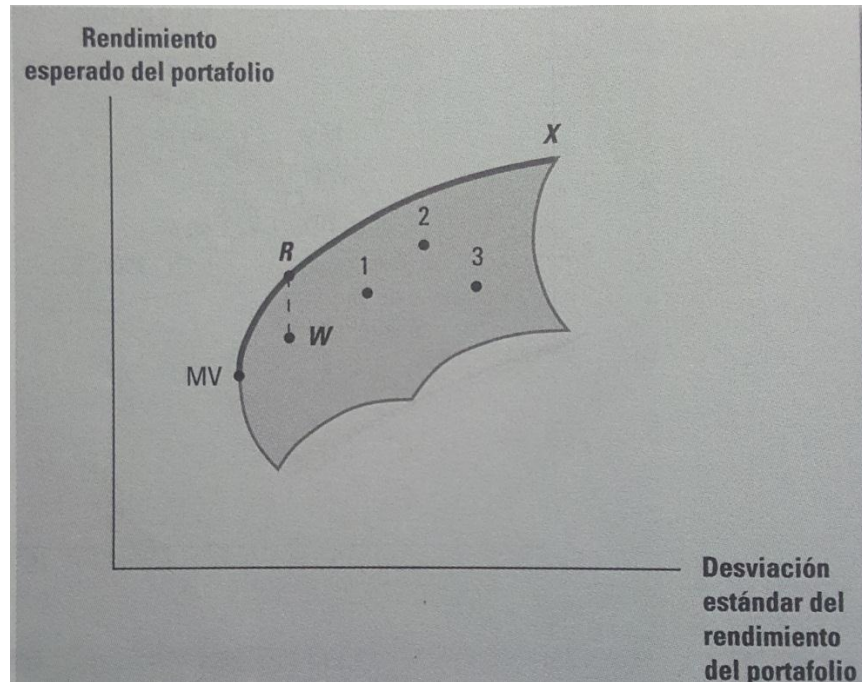 Rendimiento
esperado del portafolio
X
2
R
1
3
W
MV
Desviación
estándar del
rendimiento
del portafolio